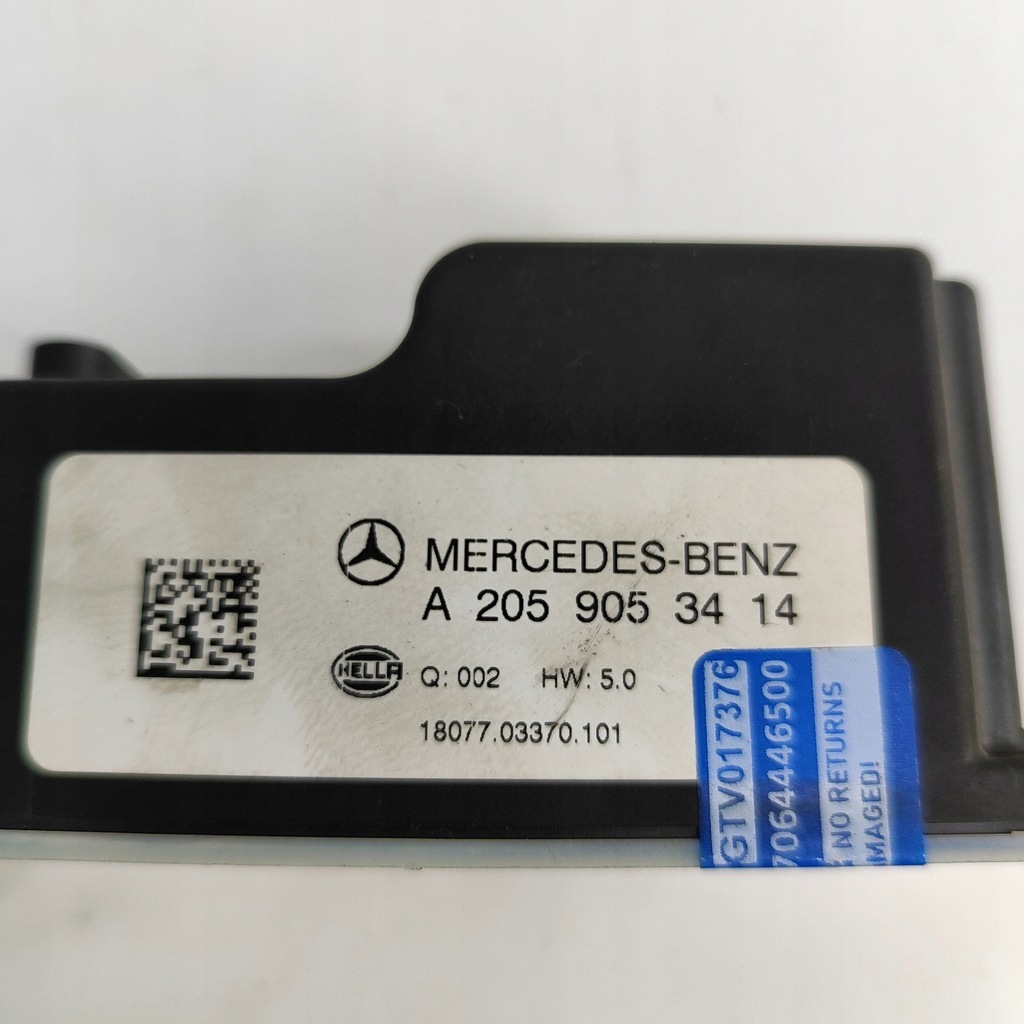 MERCEDES-BENZ
A 205 905 34 14
HELLA Q: 002 HW: 5.0
18077.03370.101
GTV017376
7064446500
NO RETURNS
MAGED!